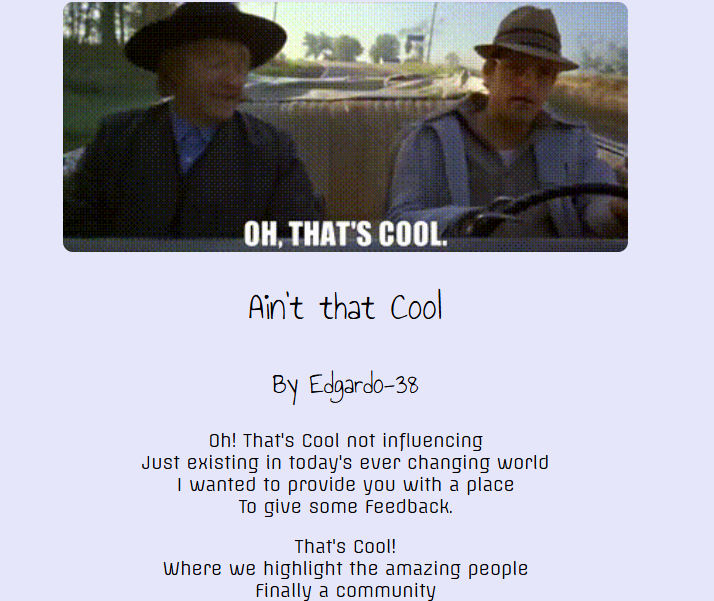 OH, THAT'S COOL.
Ain't that Cool
By Edgardo-38
Oh! That's Cool not influencing
Just existing in today's ever changing world
I wanted to provide you with a place
To give some Feedback.
That's Cool!
Where we highlight the amazing people
Finally a community